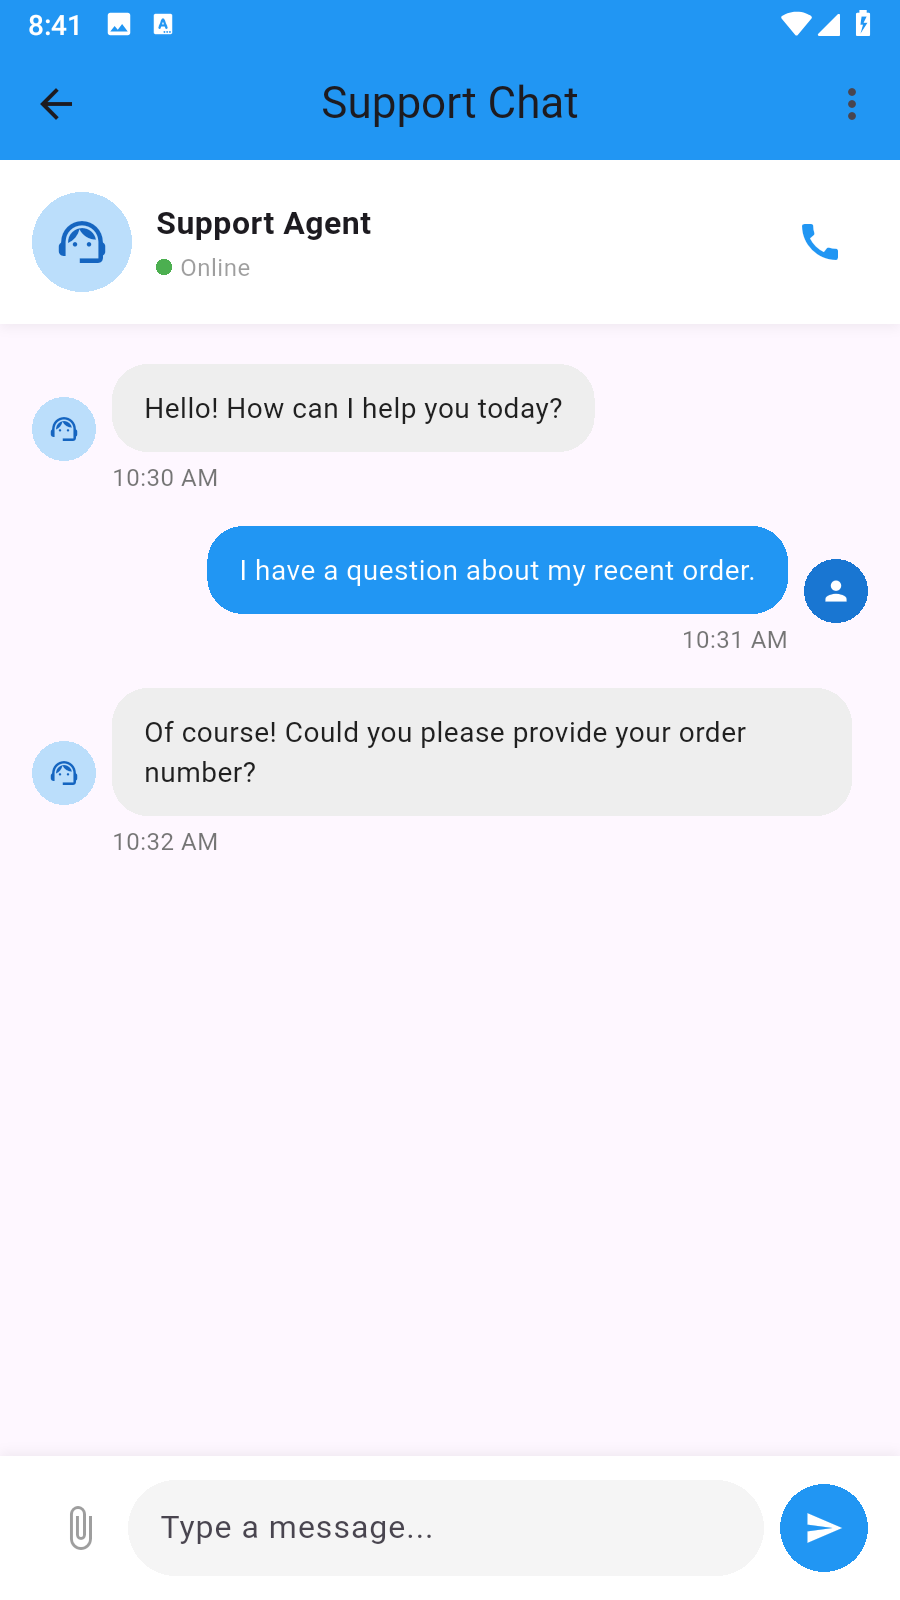 8:41
Support Chat
Support Agent
Online
Hello! How can I help you today?
10:30 AM
I have a question about my recent order.
10:31 AM
Of course! Could you please provide your order
number?
10:32 AM
Type a message...